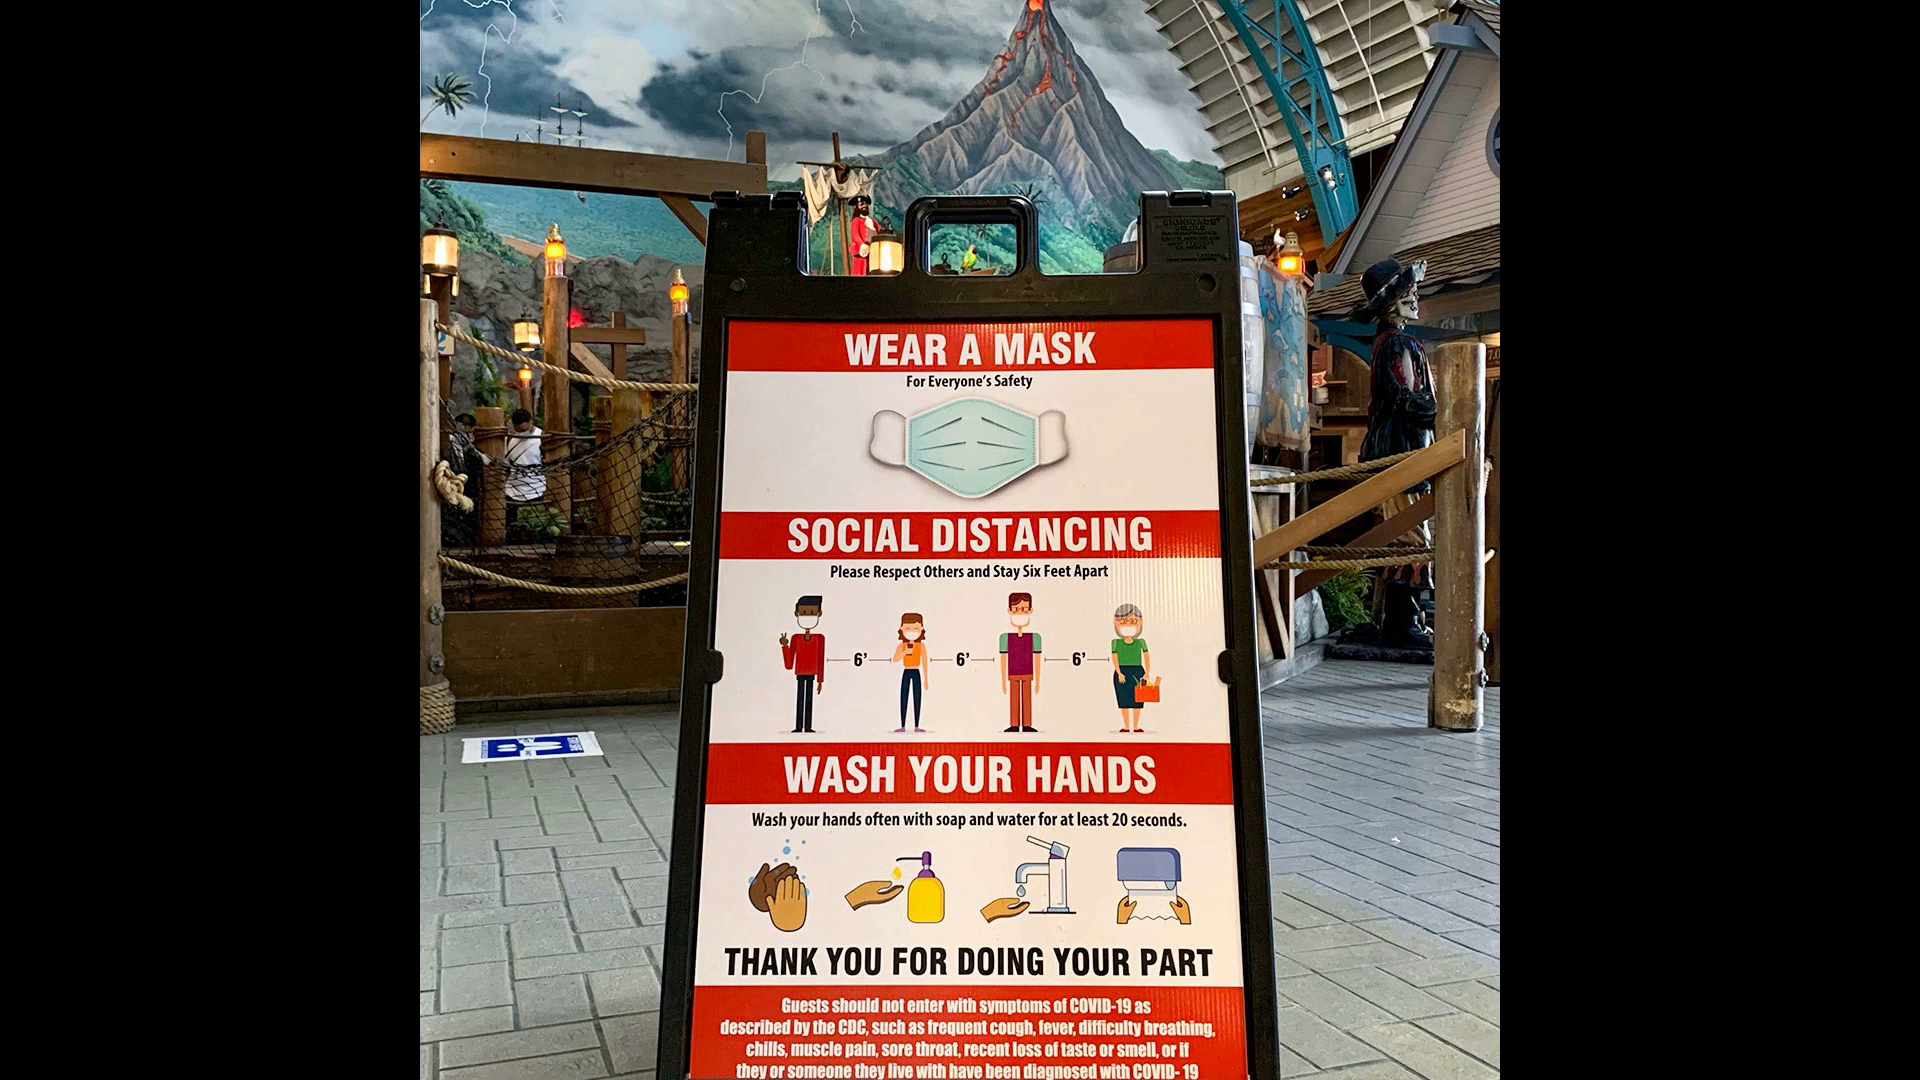 WEAR A MASK
For Everyone's Safety
SOCIAL DISTANCING
Please Respect Others and Stay Six Feet Apart
6' 6' 6'
WASH YOUR HANDS
Wash your hands often with soap and water for at least 20 seconds.
THANK YOU FOR DOING YOUR PART
Guests should not enter with symptoms of COVID-19 as
described by the CDC, such as frequent cough, fever, difficulty breathing,
chills, muscle pain, sore throat, recent loss of taste or smell, or if
they or someone they live with have been diagnosed with COVID- 19